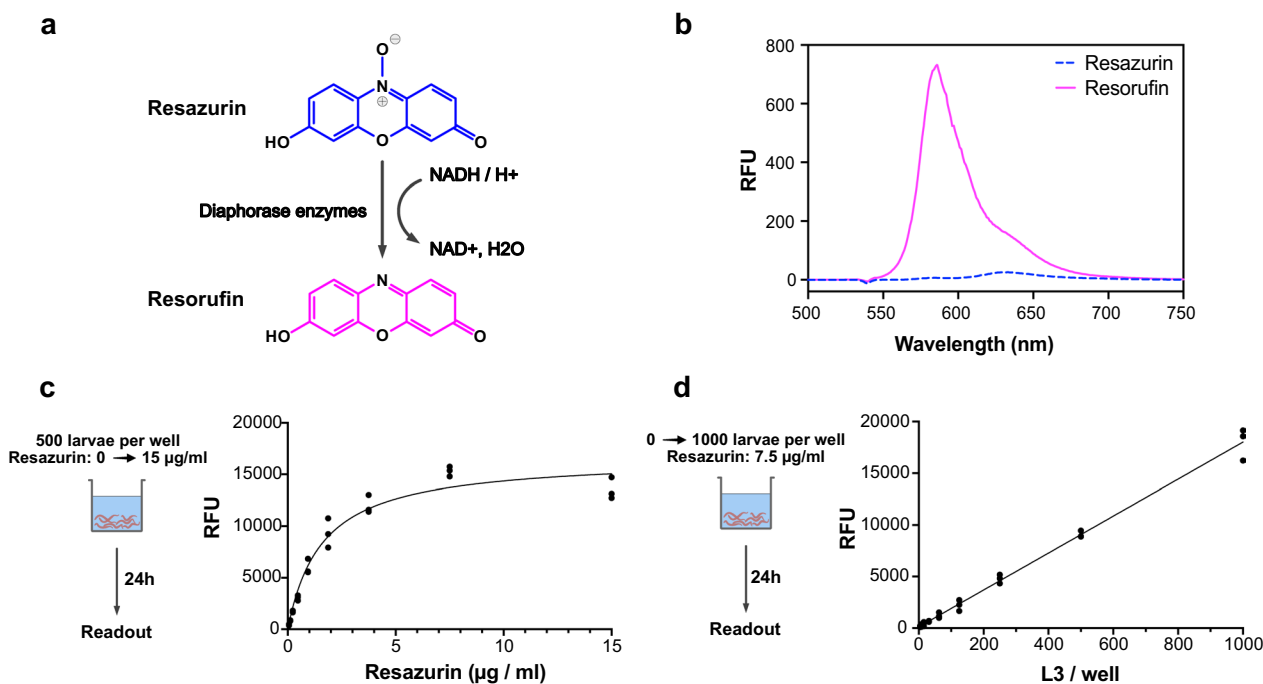 a
Resazurin
O
⊖
N
⊕
HO
O
O
Diaphorase enzymes
NADH / H+
NAD+, H2O
Resorufin
N
HO
O
O
b
800
600
400
200
0
RFU
Resazurin
Resorufin
500
550
600
650
700
750
Wavelength (nm)
c
500 larvae per well
Resazurin: 0 → 15 µg/ml
24h
Readout
20000
15000
10000
5000
0
RFU
0
5
10
15
Resazurin (µg / ml)
d
0 → 1000 larvae per well
Resazurin: 7.5 µg/ml
24h
Readout
20000
15000
10000
5000
0
RFU
0
200
400
600
800
1000
L3 / well